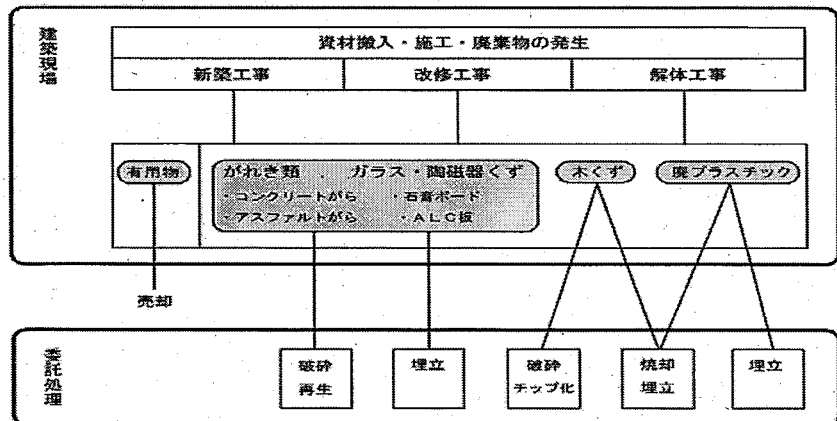 建築現場
資材搬入・施工・廃棄物の発生
新築工事
改修工事
解体工事
有用物
がれき類 . ガラス・陶磁器くず
・コンクリートがら ・石膏ボード
・アスファルトがら ・ALC板
木くず
廃プラスチック
売却
委託処理
破砕
再生
埋立
破砕
チップ化
焼却
埋立
埋立